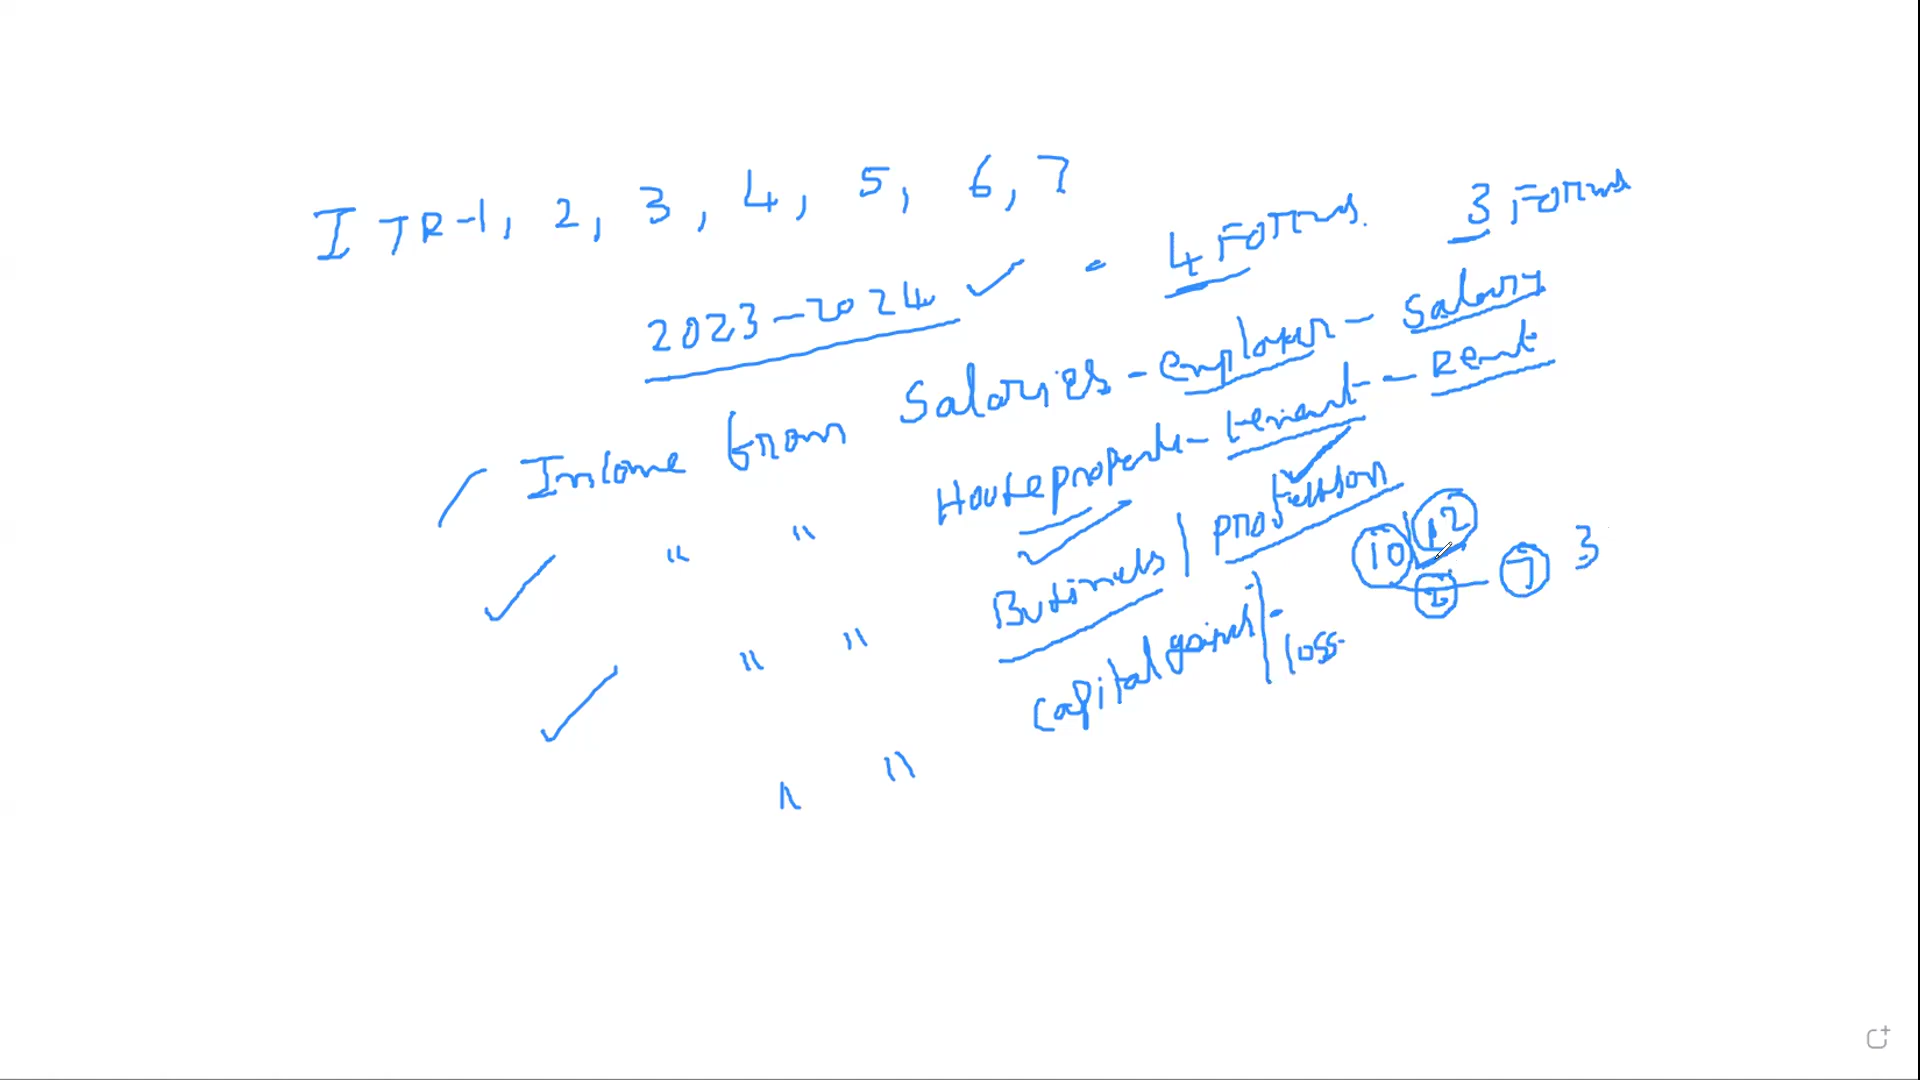 ITR-1, 2, 3, 4, 5, 6, 7
2023-2024 - 4 Forms. 3 Forms
Income from Salaries - employer - Salary
" " House property - tenant - Rent
" " Business | profession
10 12
2 7 3
" " Capital gains | - loss